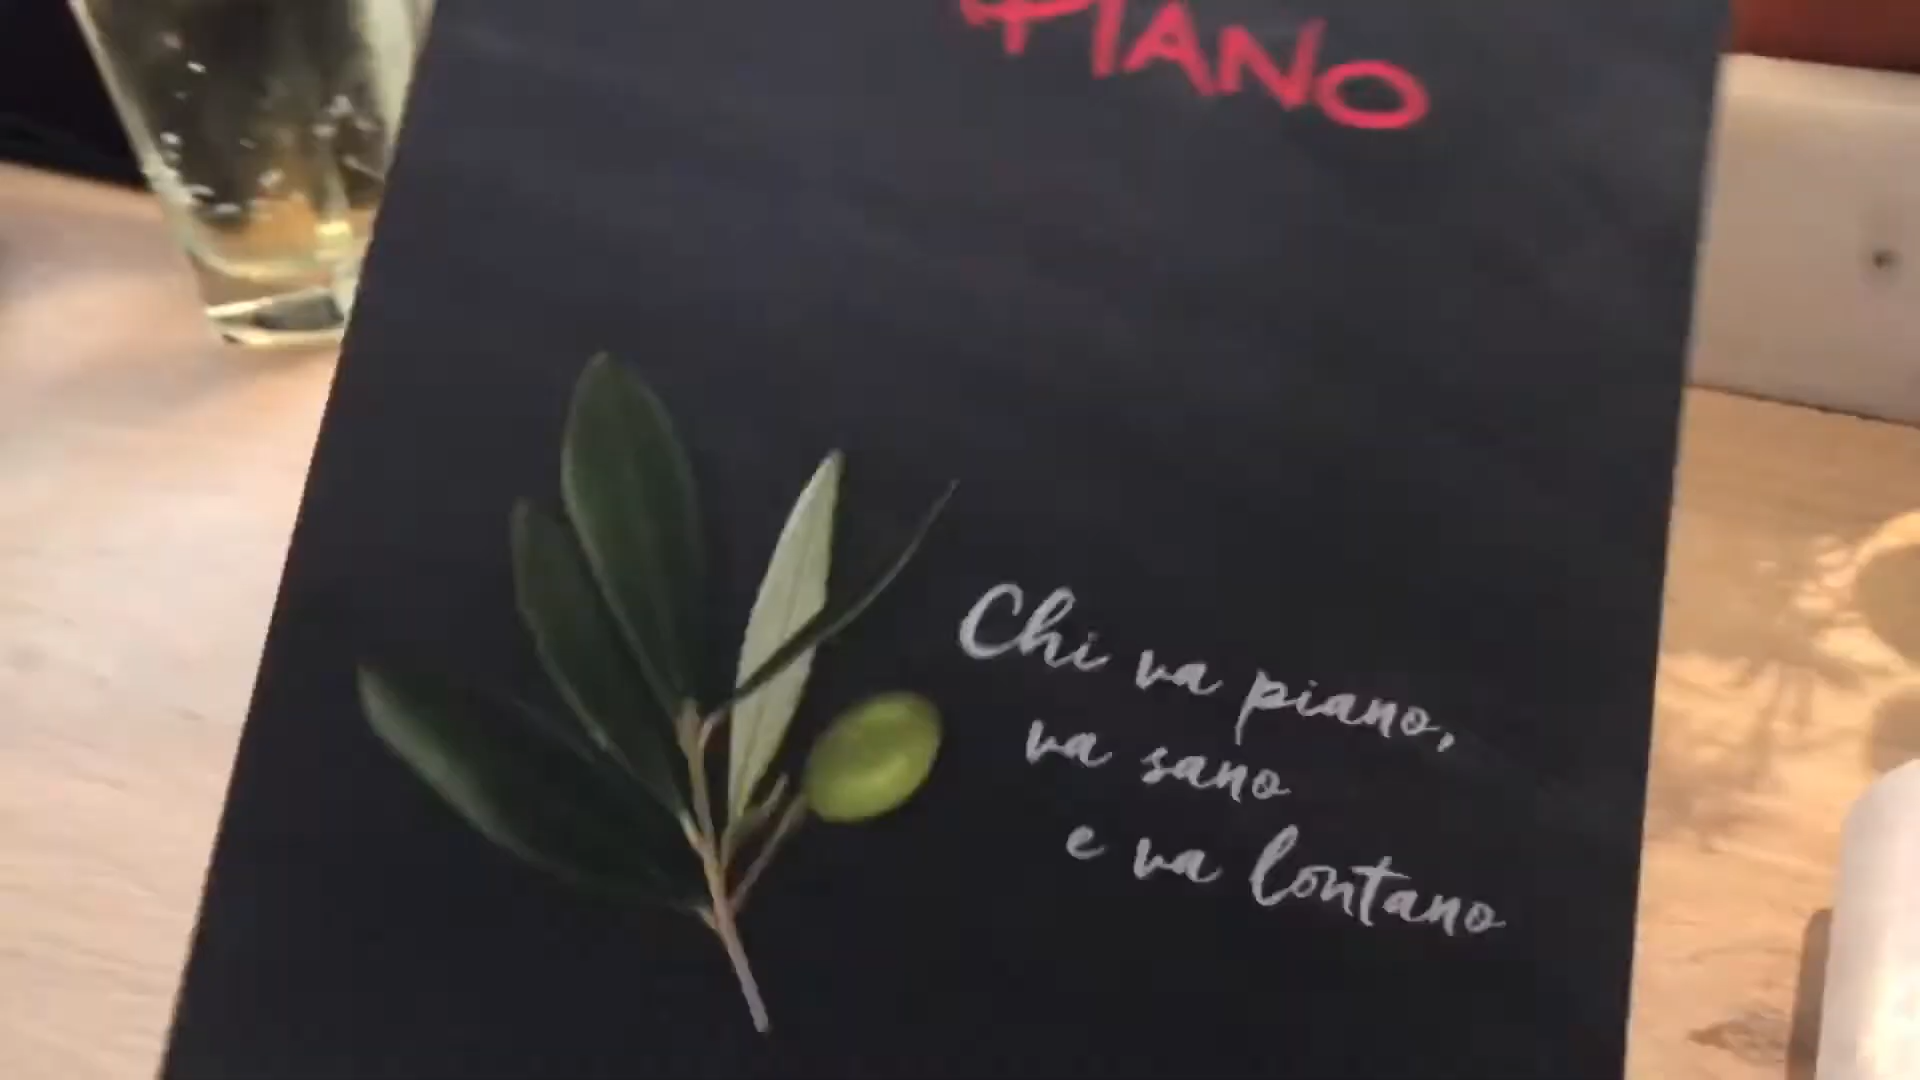 PIANO
Chi va piano,
va sano
e va lontano